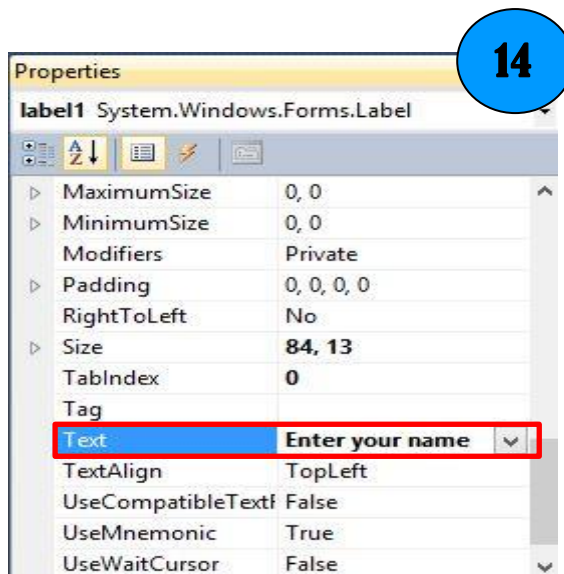 14
Properties
label1 System.Windows.Forms.Label
MaximumSize 0, 0
MinimumSize 0, 0
Modifiers Private
Padding 0, 0, 0, 0
RightToLeft No
Size 84, 13
TabIndex 0
Tag
Text Enter your name
TextAlign TopLeft
UseCompatibleText False
UseMnemonic True
UseWaitCursor False